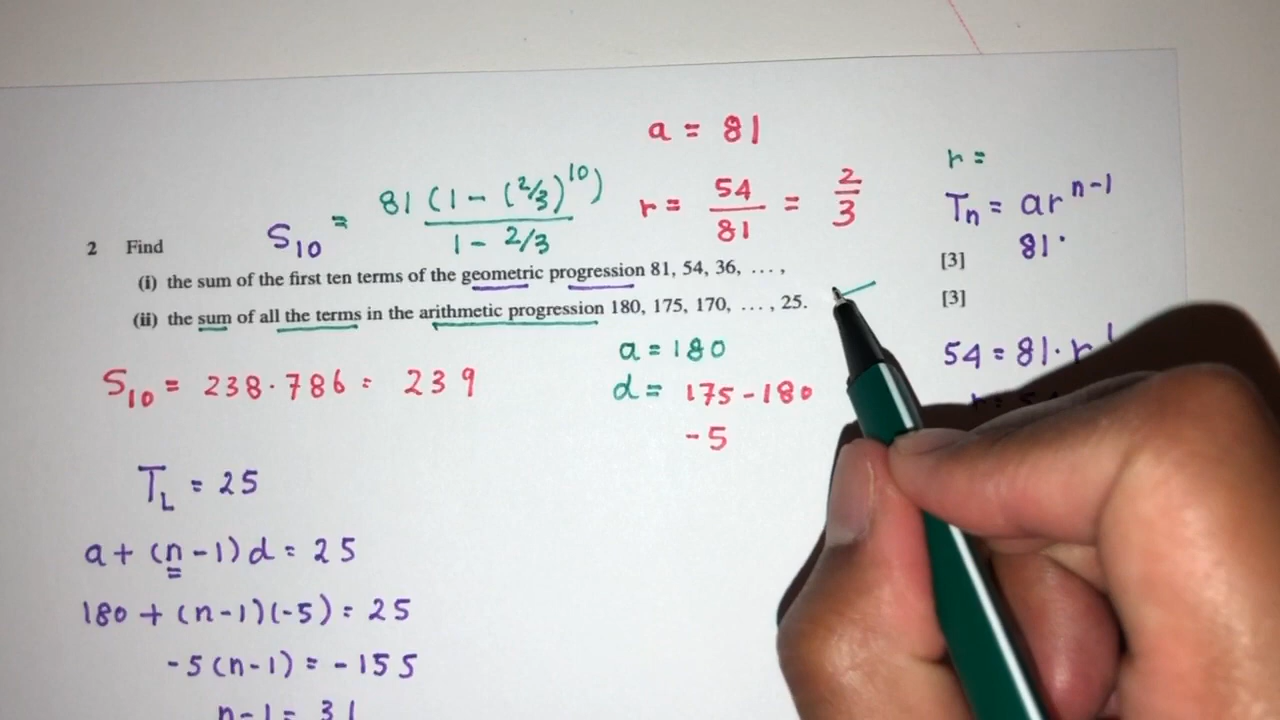 a = 81
r =
S10 = 81 (1 - (2/3)^10) / 1 - 2/3
r = 54/81 = 2/3
Tn = ar^n-1
81·
2 Find
(i) the sum of the first ten terms of the geometric progression 81, 54, 36, ..., [3]
(ii) the sum of all the terms in the arithmetic progression 180, 175, 170, ..., 25. [3]
a = 180
54 = 81·r
S10 = 238·786 = 239
d = 175 - 180
-5
TL = 25
a + (n - 1)d = 25
180 + (n - 1)(-5) = 25
-5(n - 1) = -155
n - 1 = 31